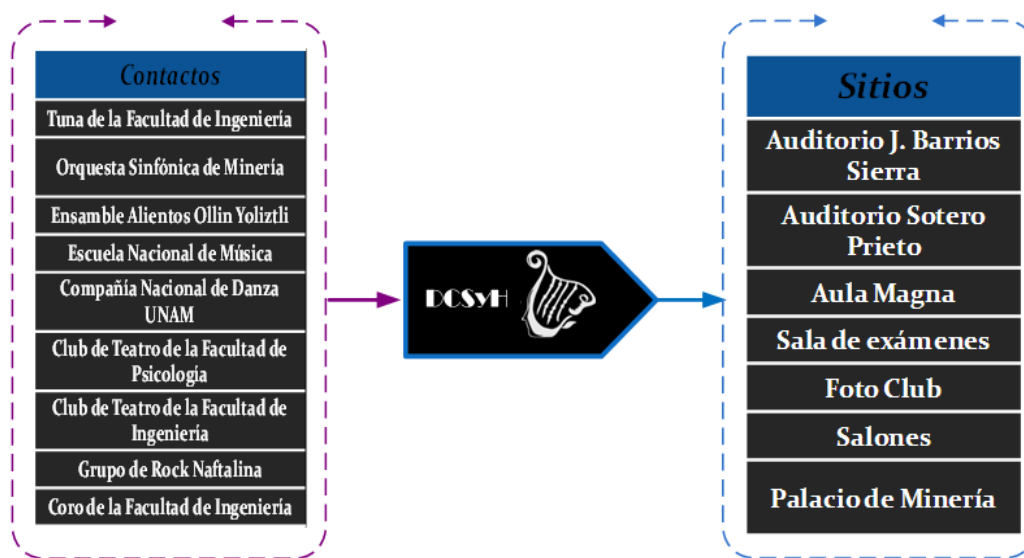 Contactos
Tuna de la Facultad de Ingeniería
Orquesta Sinfónica de Minería
Ensamble Alientos Ollin Yoliztli
Escuela Nacional de Música
Compañía Nacional de Danza
UNAM
Club de Teatro de la Facultad de
Psicología
Club de Teatro de la Facultad de
Ingeniería
Grupo de Rock Naftalina
Coro de la Facultad de Ingeniería
DCSyH
Sitios
Auditorio J. Barrios
Sierra
Auditorio Sotero
Prieto
Aula Magna
Sala de exámenes
Foto Club
Salones
Palacio de Minería